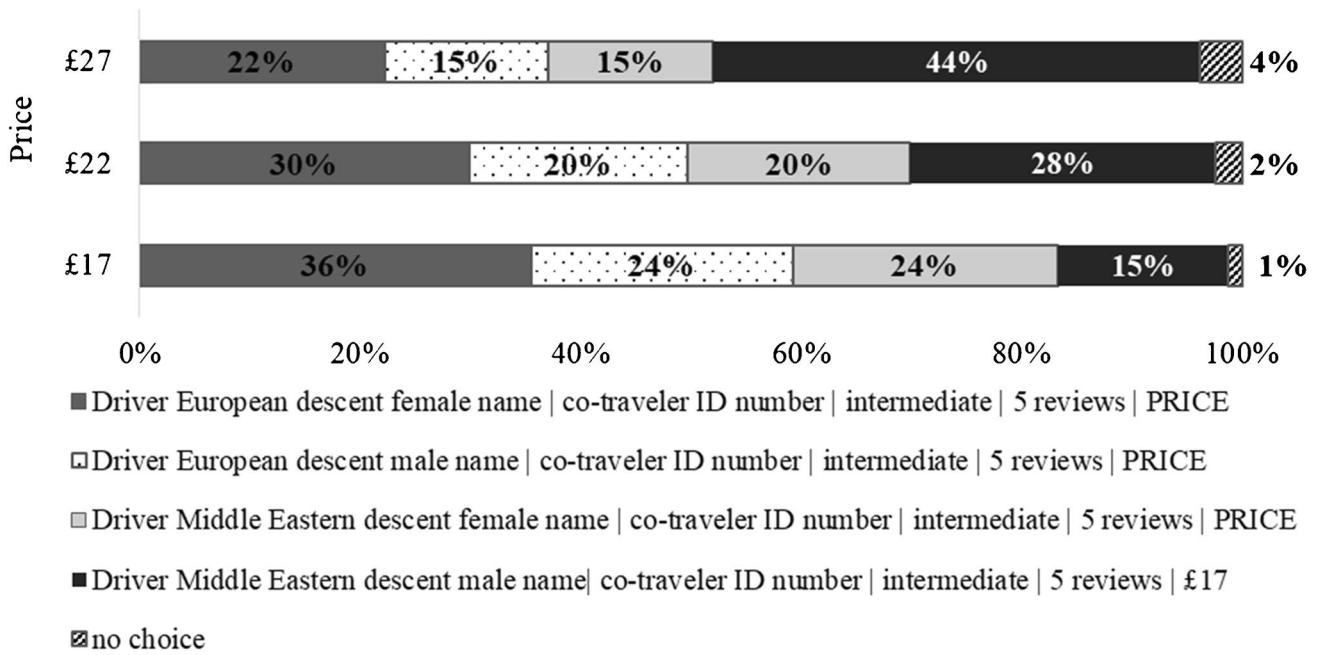 £27 22% 15% 15% 44% 4%
Price
£22 30% 20% 20% 28% 2%
£17 36% 24% 24% 15% 1%
0% 20% 40% 60% 80% 100%
Driver European descent female name | co-traveler ID number | intermediate | 5 reviews | PRICE
Driver European descent male name | co-traveler ID number | intermediate | 5 reviews | PRICE
Driver Middle Eastern descent female name | co-traveler ID number | intermediate | 5 reviews | PRICE
Driver Middle Eastern descent male name| co-traveler ID number | intermediate | 5 reviews | £17
no choice